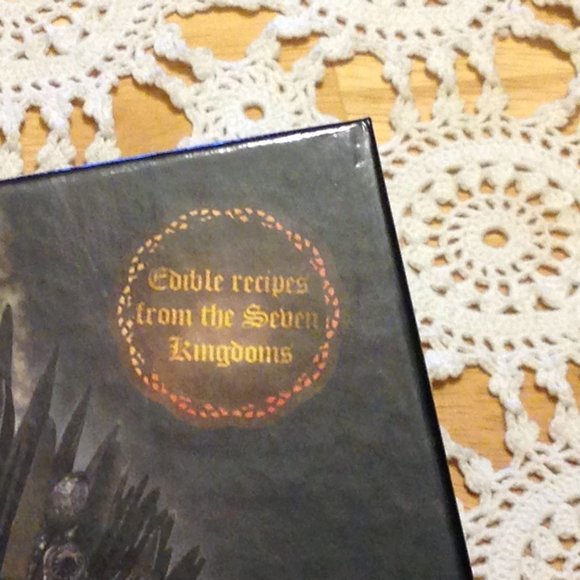 Edible recipes
from the Seven
Kingdoms